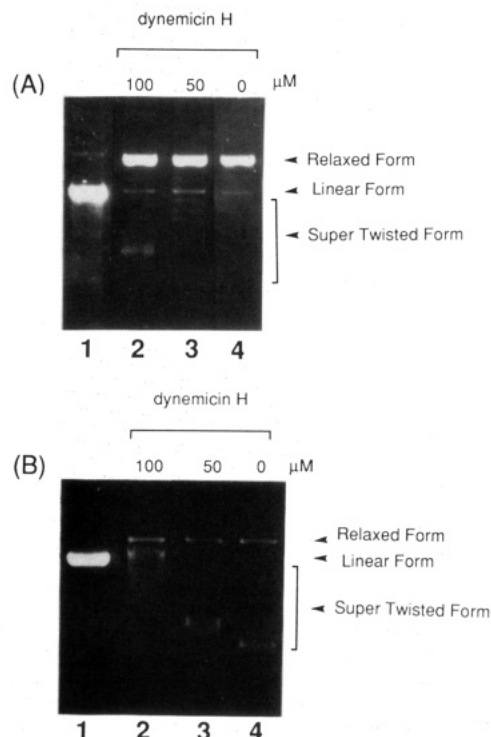 dynemicin H
(A)
100 50 0 μM
Relaxed Form
Linear Form
Super Twisted Form
1 2 3 4
dynemicin H
(B)
100 50 0 μM
Relaxed Form
Linear Form
Super Twisted Form
1 2 3 4